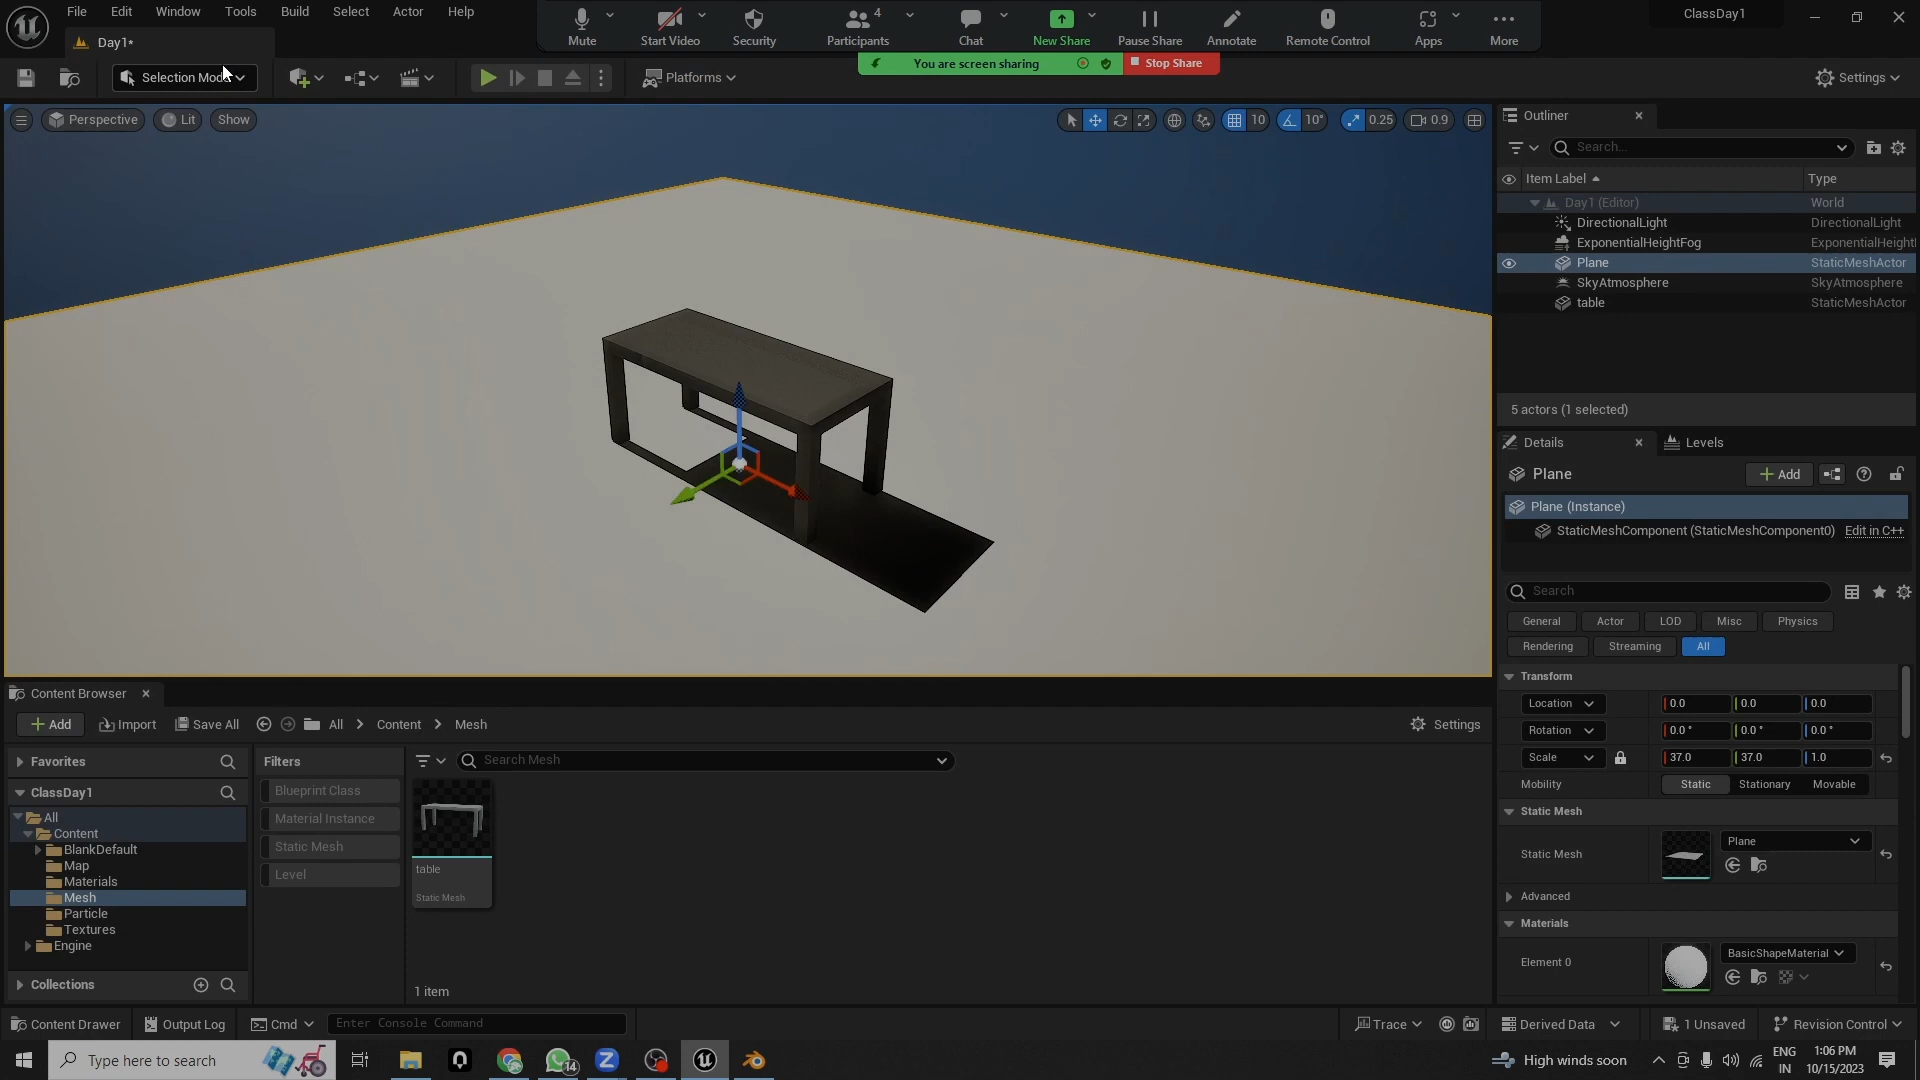 File Edit Window Tools Build Select Actor Help
Day1*
Mute Start Video Security Participants 4 Chat New Share Pause Share Annotate Remote Control Apps More
ClassDay1
You are screen sharing Stop Share
Selection Mode Platforms Settings
Perspective Lit Show 10 10° 0.25 0.9
Outliner
Search...
Item Label Type
Day1 (Editor) World
DirectionalLight DirectionalLight
ExponentialHeightFog ExponentialHeight
Plane StaticMeshActor
SkyAtmosphere SkyAtmosphere
table StaticMeshActor
5 actors (1 selected)
Details Levels
Plane Add
Plane (Instance)
StaticMeshComponent (StaticMeshComponent0) Edit in C++
Search
General Actor LOD Misc Physics
Rendering Streaming All
Transform
Location 0.0 0.0 0.0
Rotation 0.0 ° 0.0 ° 0.0 °
Scale 37.0 37.0 1.0
Mobility Static Stationary Movable
Static Mesh
Static Mesh Plane
Advanced
Materials
Element 0 BasicShapeMaterial
Content Browser
Add Import Save All All Content Mesh Settings
Favorites
ClassDay1
All
Content
BlankDefault
Map
Materials
Mesh
Particle
Textures
Engine
Collections
Filters
Blueprint Class
Material Instance
Static Mesh
Level
Search Mesh
table
Static Mesh
1 item
Content Drawer Output Log Cmd Enter Console Command Trace Derived Data 1 Unsaved Revision Control
Type here to search 14 High winds soon ENG IN 1:06 PM 10/15/2023